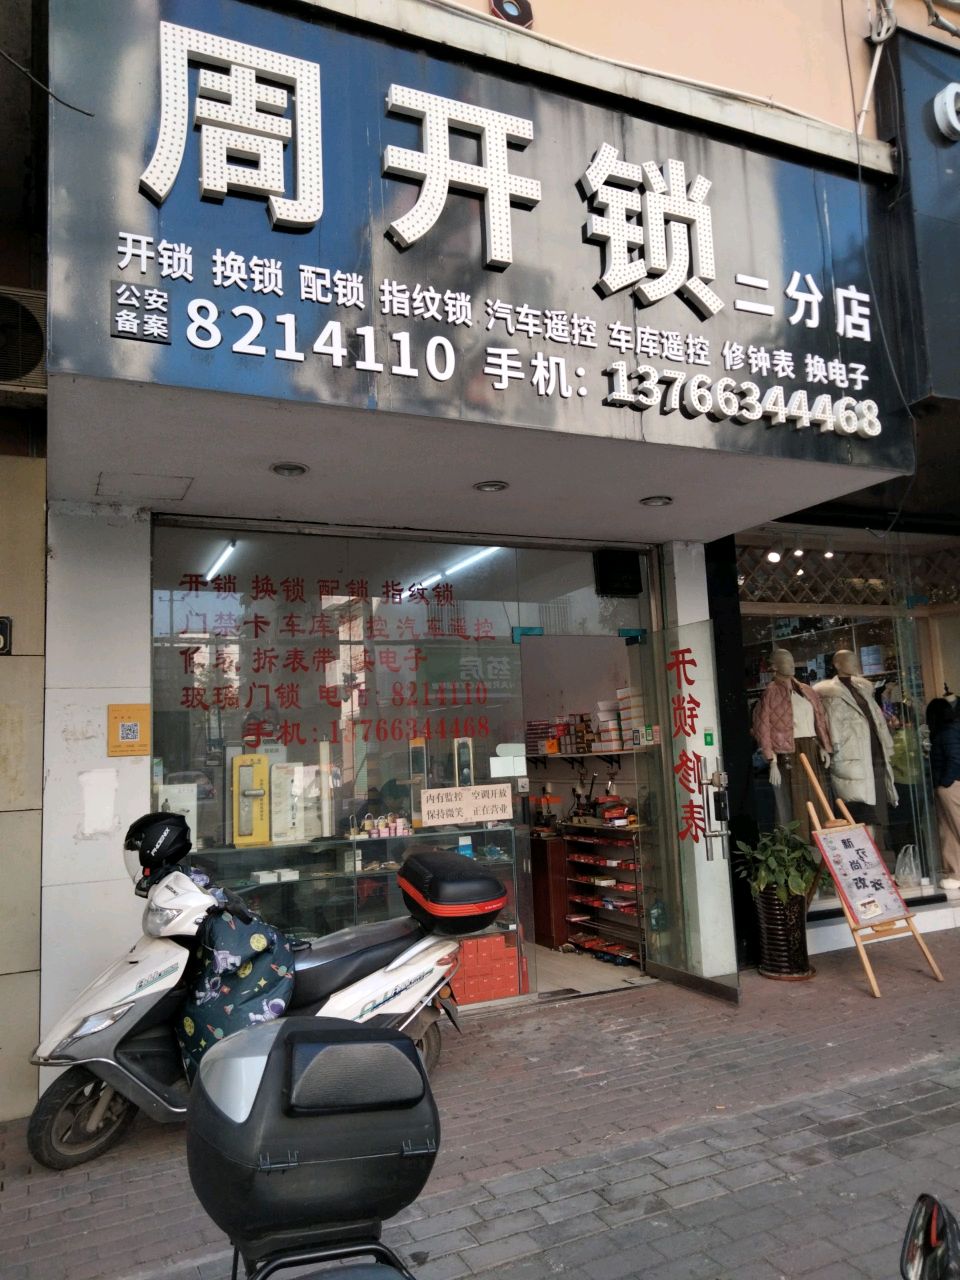 周开锁 二分店
开锁 换锁 配锁 指纹锁 汽车遥控 车库遥控 修钟表 换电子
公安
备案
8214110 手机：13766344468
开锁 换锁 配锁 指纹锁
门禁卡 车库遥控 汽车遥控
拆表带 电子
玻璃门锁 电话：8214110
手机：13766344468
药房
开锁 修表
内有监控 空调开放
保持微笑 正在营业
PHOENIX
SUZUKI